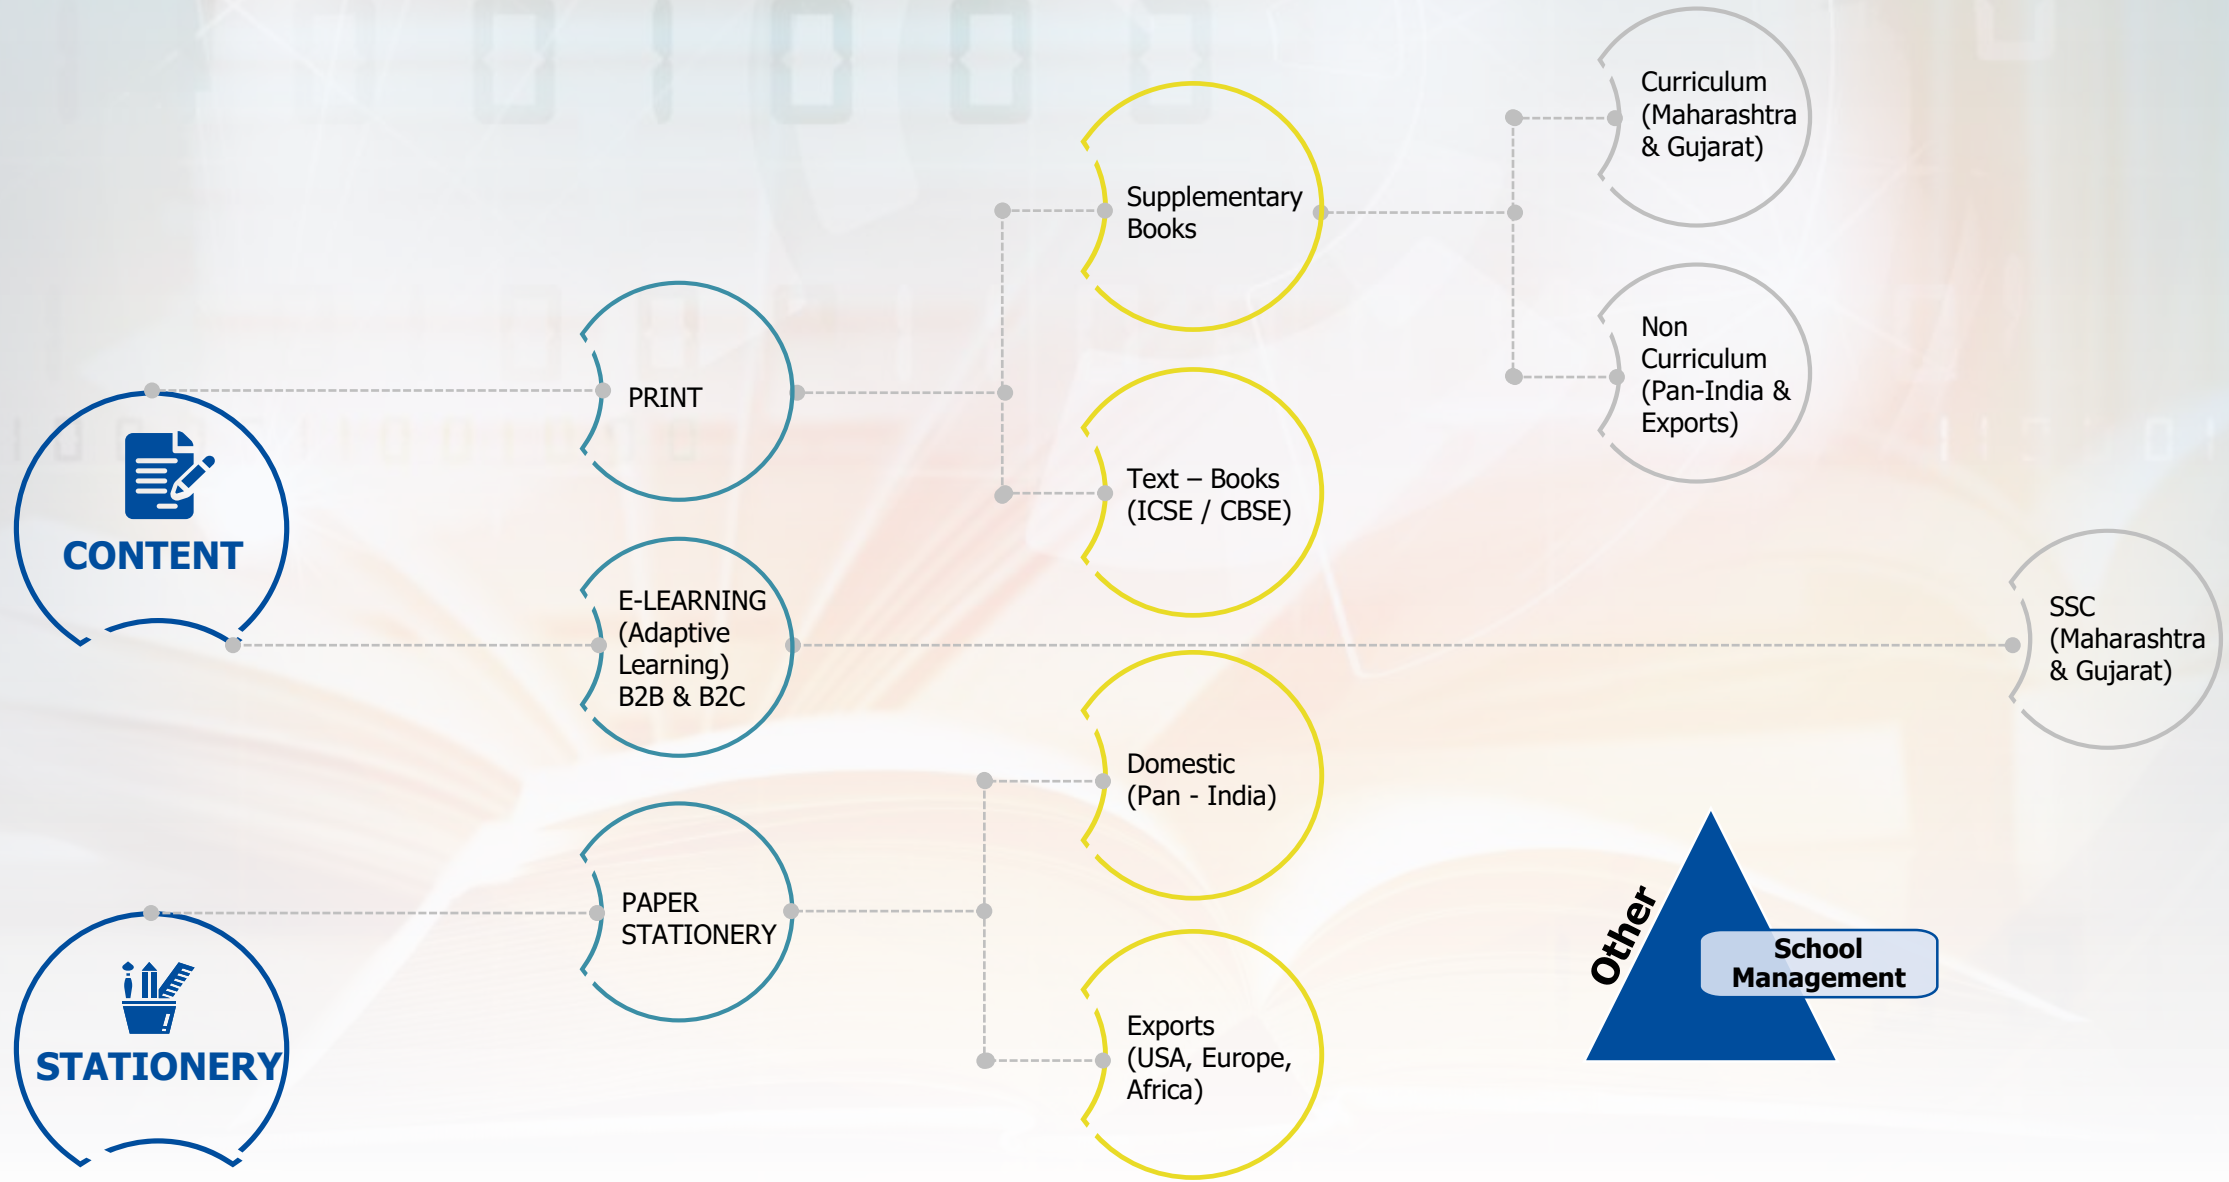 CONTENT
PRINT
Supplementary
Books
Curriculum
(Maharashtra
& Gujarat)
Non
Curriculum
(Pan-India &
Exports)
Text – Books
(ICSE / CBSE)
E-LEARNING
(Adaptive
Learning)
B2B & B2C
SSC
(Maharashtra
& Gujarat)
STATIONERY
PAPER
STATIONERY
Domestic
(Pan - India)
Exports
(USA, Europe,
Africa)
Other
School
Management